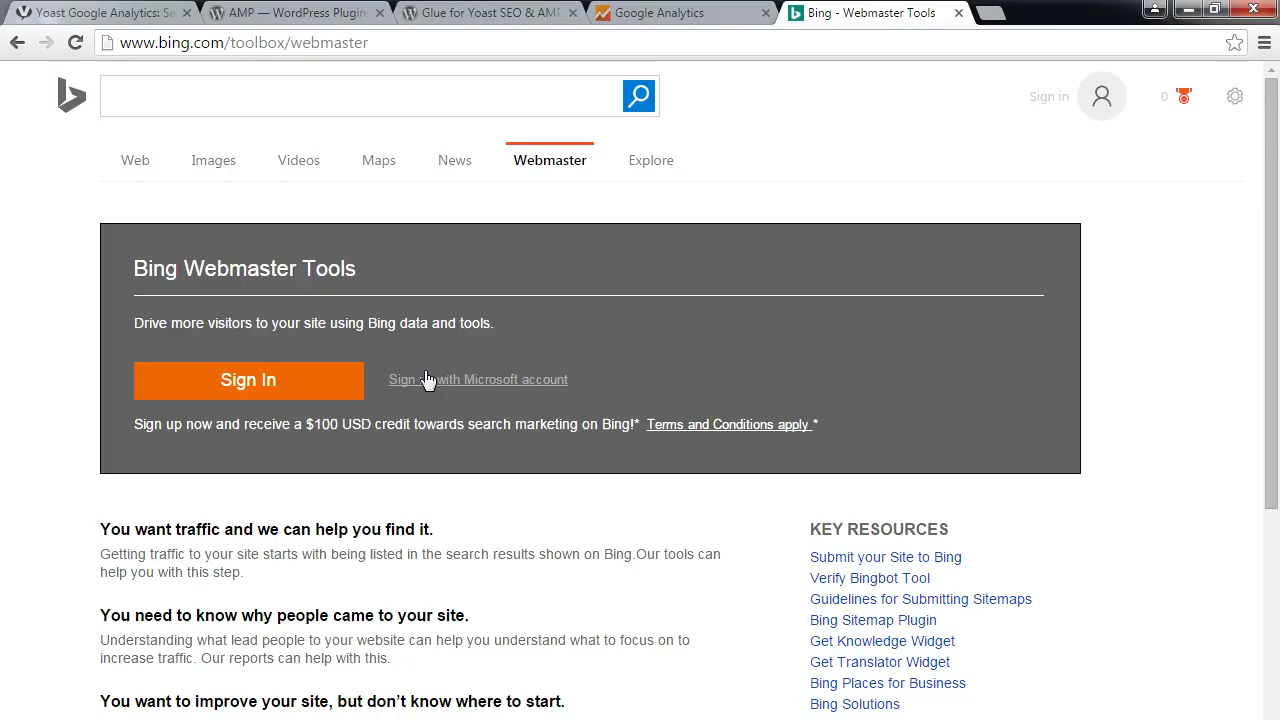 Yoast Google Analytics: Se
AMP — WordPress Plugin
Glue for Yoast SEO & AM
Google Analytics
Bing - Webmaster Tools
www.bing.com/toolbox/webmaster
Sign in
0
Web
Images
Videos
Maps
News
Webmaster
Explore
Bing Webmaster Tools
Drive more visitors to your site using Bing data and tools.
Sign In
Sign with Microsoft account
Sign up now and receive a $100 USD credit towards search marketing on Bing!* Terms and Conditions apply *
You want traffic and we can help you find it.
Getting traffic to your site starts with being listed in the search results shown on Bing.Our tools can
help you with this step.
You need to know why people came to your site.
Understanding what lead people to your website can help you understand what to focus on to
increase traffic. Our reports can help with this.
You want to improve your site, but don't know where to start.
KEY RESOURCES
Submit your Site to Bing
Verify Bingbot Tool
Guidelines for Submitting Sitemaps
Bing Sitemap Plugin
Get Knowledge Widget
Get Translator Widget
Bing Places for Business
Bing Solutions